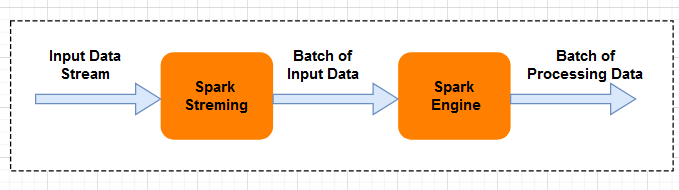 Input Data
Stream
Spark
Streming
Batch of
Input Data
Spark
Engine
Batch of
Processing Data